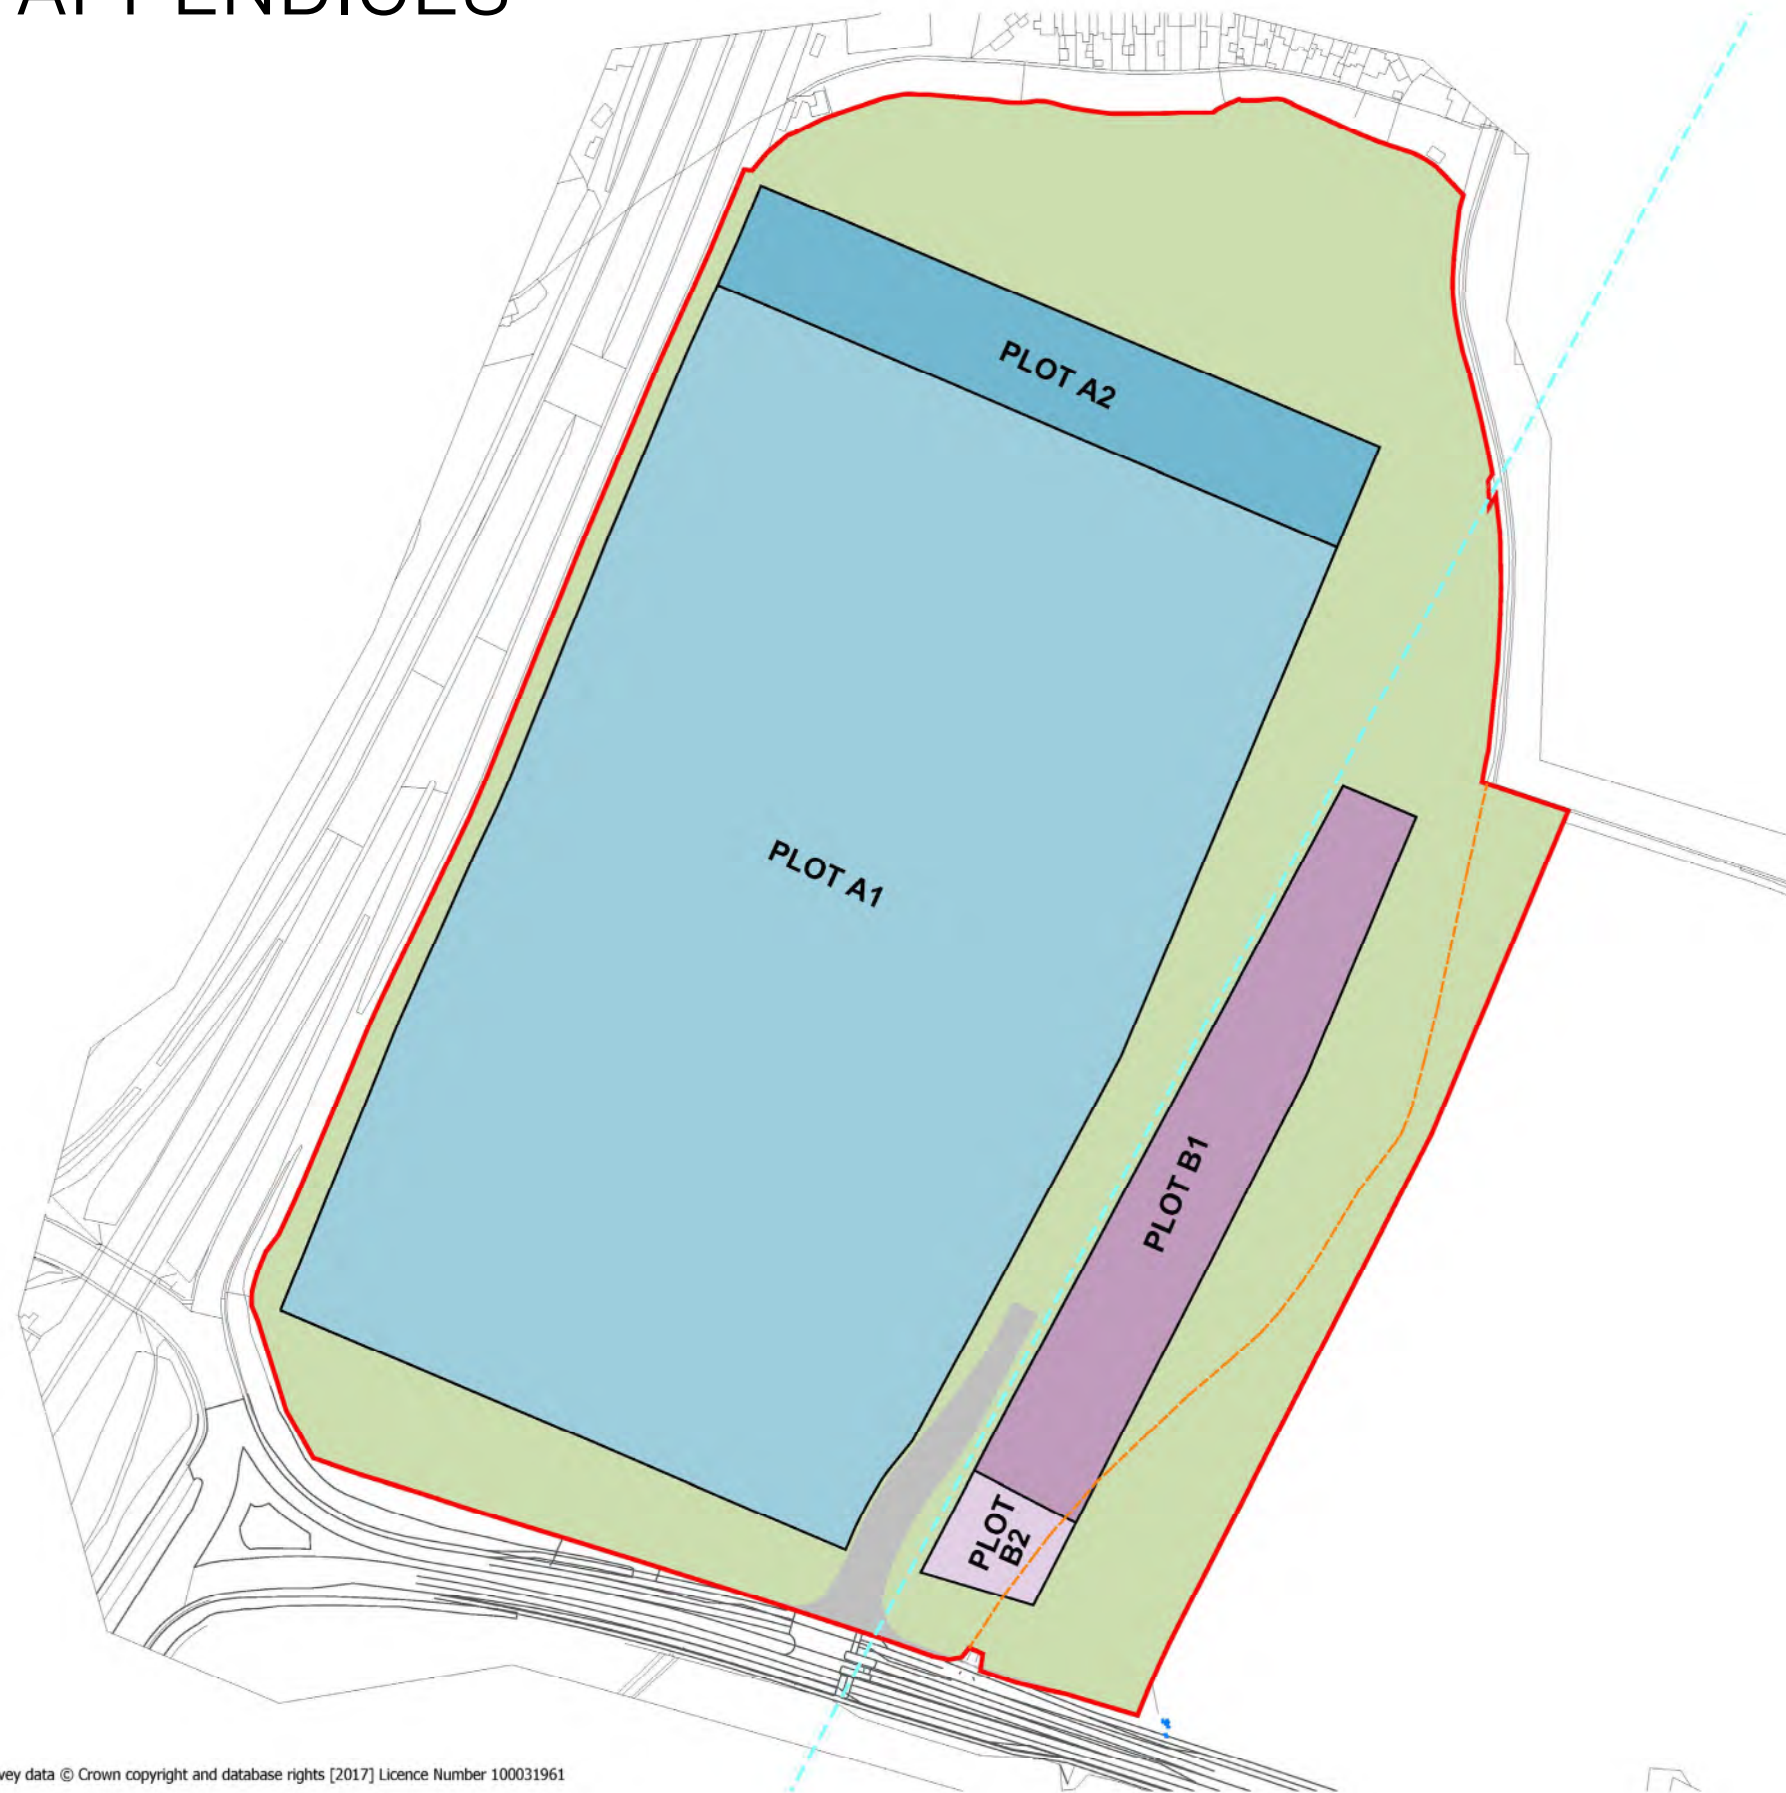 APPENDICES
PLOT A2
PLOT A1
PLOT B1
PLOT
B2
vey data © Crown copyright and database rights [2017] Licence Number 100031961